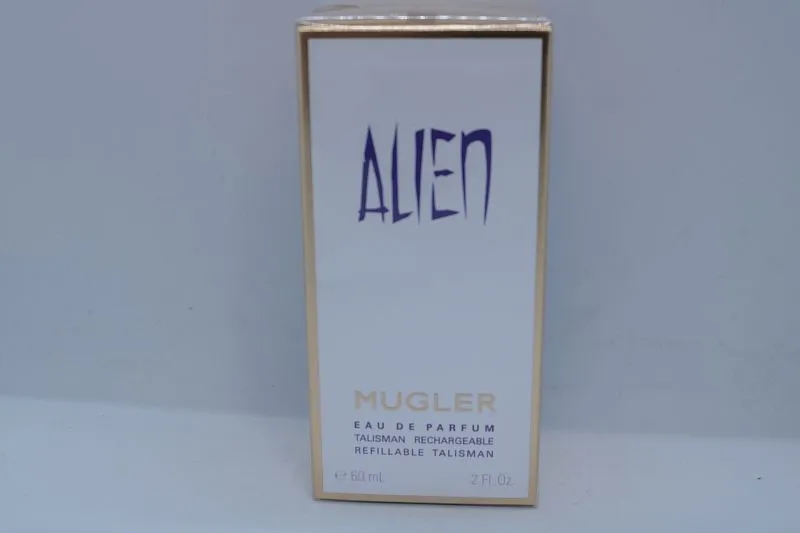 ALIEN
MUGLER
EAU DE PARFUM
TALISMAN RECHARGEABLE
REFILLABLE TALISMAN
℮ 60 mL 2 Fl. Oz.